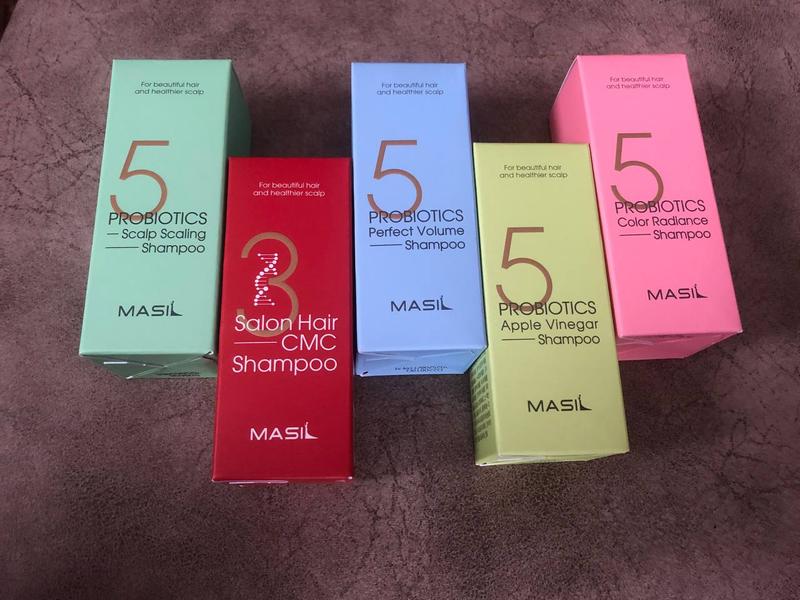 For beautiful hair
and healthier scalp
5
PROBIOTICS
Scalp Scaling
Shampoo
MASIL
For beautiful hair
and healthier scalp
3
Salon Hair
CMC
Shampoo
MASIL
For beautiful hair
and healthier scalp
5
PROBIOTICS
Perfect Volume
Shampoo
MASIL
For beautiful hair
and healthier scalp
5
PROBIOTICS
Apple Vinegar
Shampoo
MASIL
For beautiful hair
and healthier scalp
5
PROBIOTICS
Color Radiance
Shampoo
MASIL